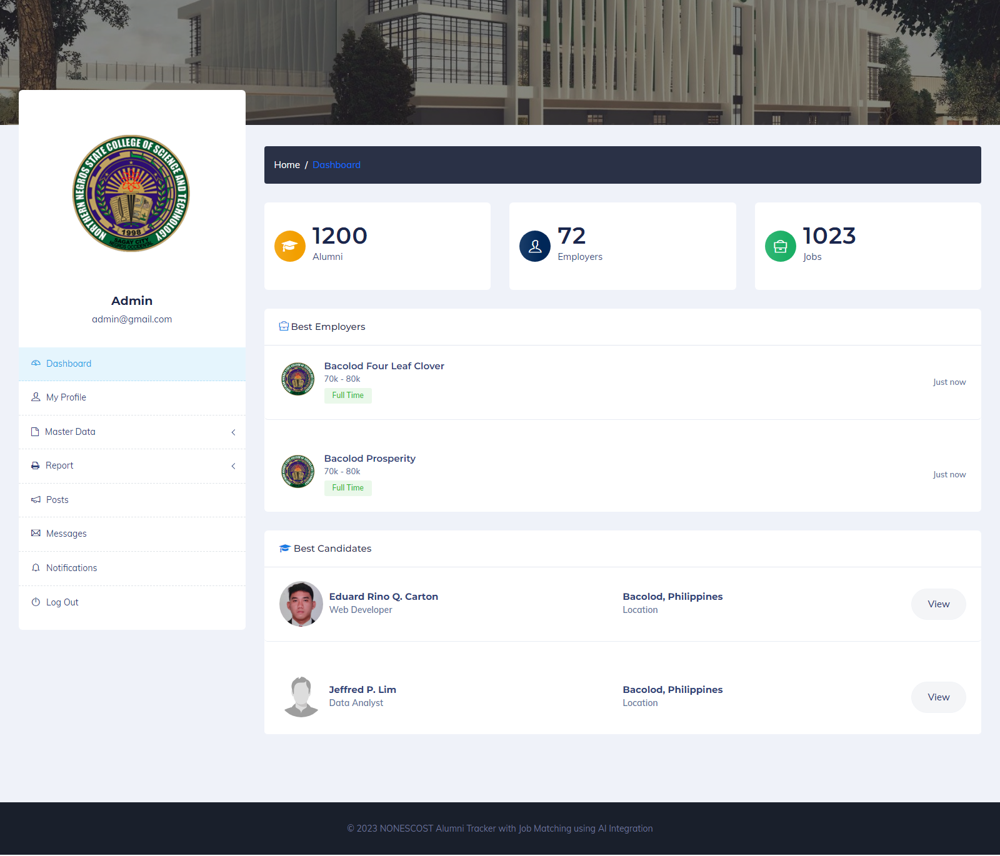 NORTHERN NEGROS STATE COLLEGE OF SCIENCE AND TECHNOLOGY
1998
SAGAY CITY
NEGROS OCCIDENTAL
Admin
admin@gmail.com
Dashboard
My Profile
Master Data
Report
Posts
Messages
Notifications
Log Out
Home / Dashboard
1200
Alumni
72
Employers
1023
Jobs
Best Employers
Bacolod Four Leaf Clover
70k - 80k
Full Time
Just now
Bacolod Prosperity
70k - 80k
Full Time
Just now
Best Candidates
Eduard Rino Q. Carton
Web Developer
Bacolod, Philippines
Location
View
Jeffred P. Lim
Data Analyst
Bacolod, Philippines
Location
View
© 2023 NONESCOST Alumni Tracker with Job Matching using AI Integration